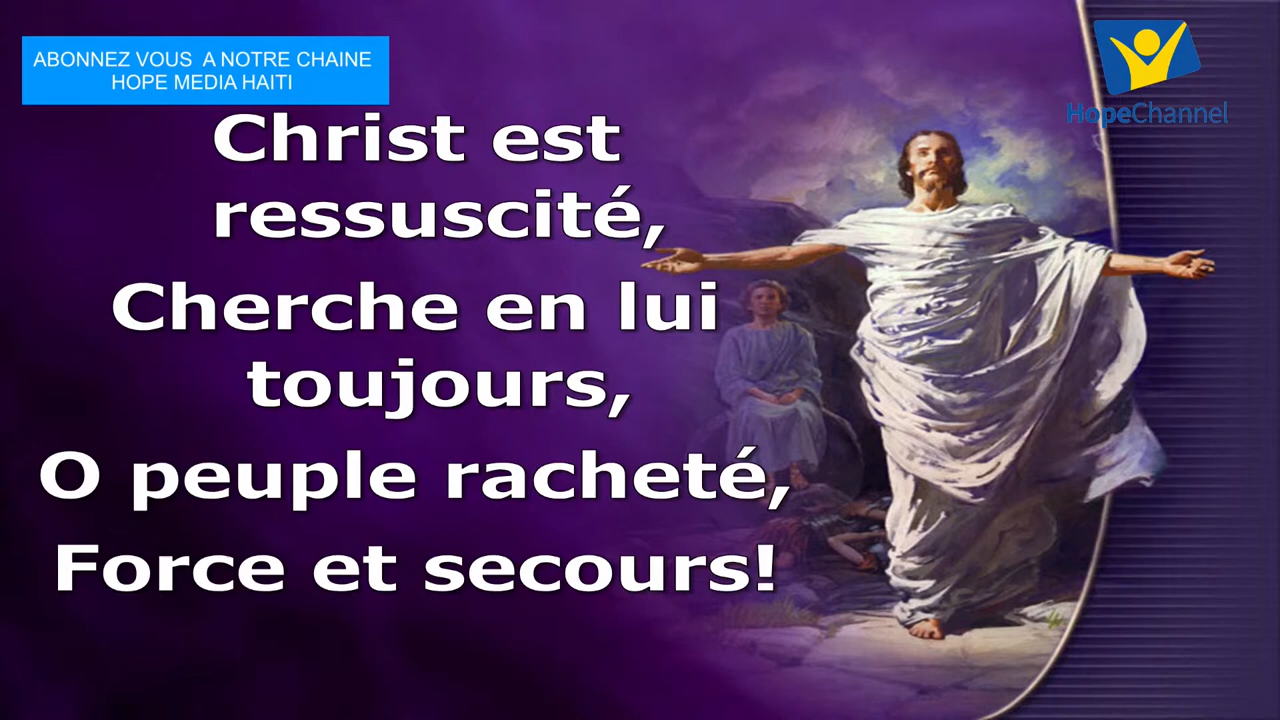 ABONNEZ VOUS A NOTRE CHAINE
HOPE MEDIA HAITI
HopeChannel
Christ est
ressuscité,
Cherche en lui
toujours,
O peuple racheté,
Force et secours!